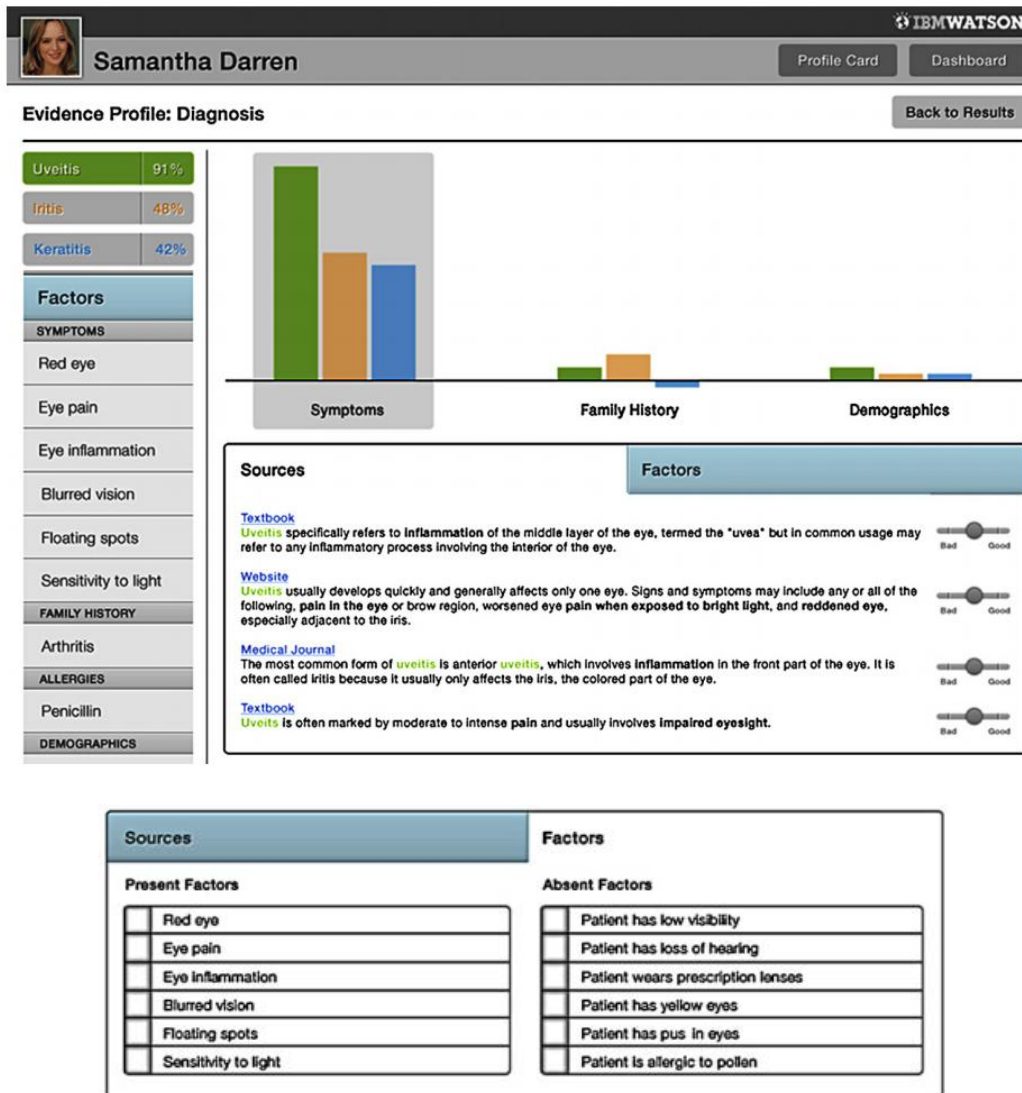 IBMWATSON
Samantha Darren
Profile Card
Dashboard
Evidence Profile: Diagnosis
Back to Results
Uveitis 91%
Iritis 48%
Keratitis 42%
Factors
SYMPTOMS
Red eye
Eye pain
Eye inflammation
Blurred vision
Floating spots
Sensitivity to light
FAMILY HISTORY
Arthritis
ALLERGIES
Penicillin
DEMOGRAPHICS
Symptoms
Family History
Demographics
Sources
Factors
Textbook
Uveitis specifically refers to inflammation of the middle layer of the eye, termed the "uvea" but in common usage may
refer to any inflammatory process involving the interior of the eye.
Bad Good
Website
Uveitis usually develops quickly and generally affects only one eye. Signs and symptoms may include any or all of the
following, pain in the eye or brow region, worsened eye pain when exposed to bright light, and reddened eye,
especially adjacent to the iris.
Bad Good
Medical Journal
The most common form of uveitis is anterior uveitis, which involves inflammation in the front part of the eye. It is
often called iritis because it usually only affects the iris, the colored part of the eye.
Bad Good
Textbook
Uveits is often marked by moderate to intense pain and usually involves impaired eyesight.
Bad Good
Sources
Factors
Present Factors
Red eye
Eye pain
Eye inflammation
Blurred vision
Floating spots
Sensitivity to light
Absent Factors
Patient has low visibility
Patient has loss of hearing
Patient wears prescription lenses
Patient has yellow eyes
Patient has pus in eyes
Patient is allergic to pollen